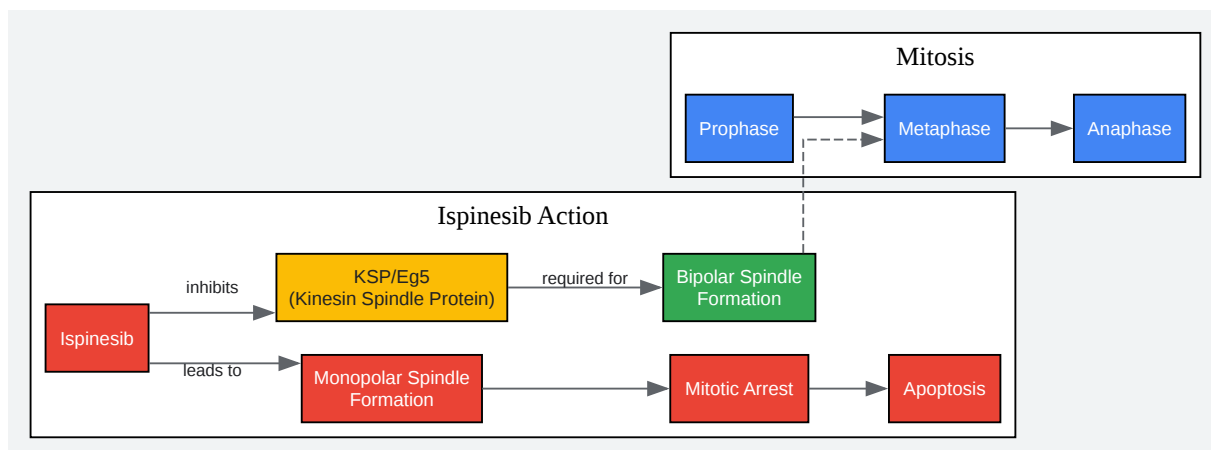 Mitosis
Prophase
Metaphase
Anaphase
Ispinesib Action
Ispinesib
inhibits
KSP/Eg5
(Kinesin Spindle Protein)
required for
Bipolar Spindle
Formation
leads to
Monopolar Spindle
Formation
Mitotic Arrest
Apoptosis